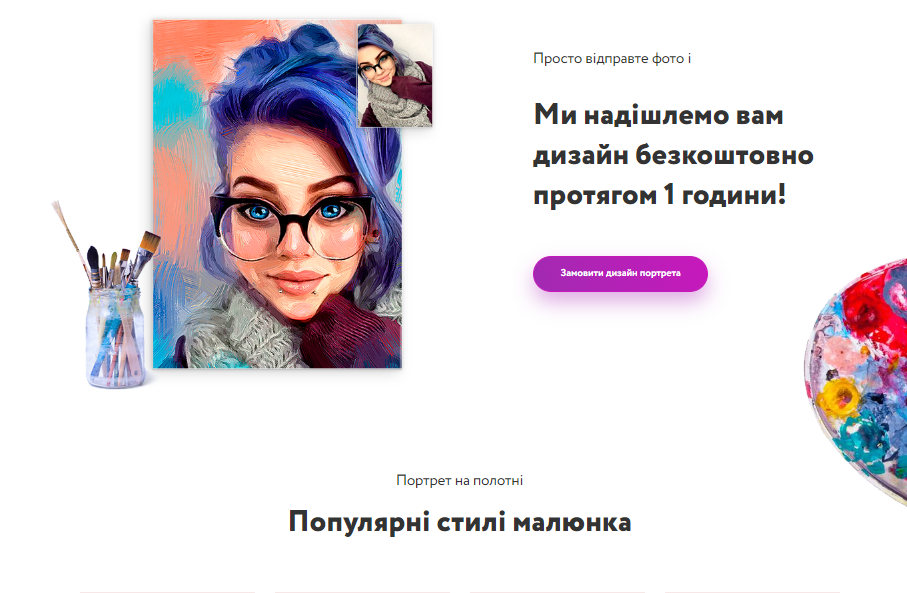 Просто відправте фото і
Ми надішлемо вам
дизайн безкоштовно
протягом 1 години!
Замовити дизайн портрета
Портрет на полотні
Популярні стилі малюнка